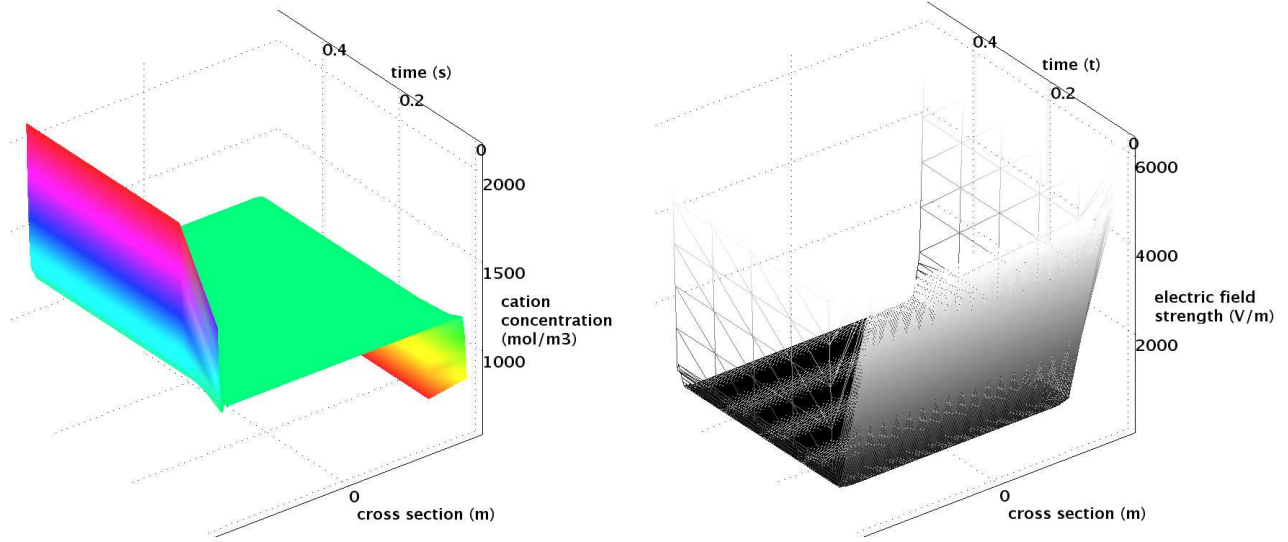 0.4
time (s)
0.2
0
2000
1500
cation
concentration
(mol/m3)
1000
0
cross section (m)
0.4
time (t)
0.2
0
6000
4000
electric field
strength (V/m)
2000
0
cross section (m)